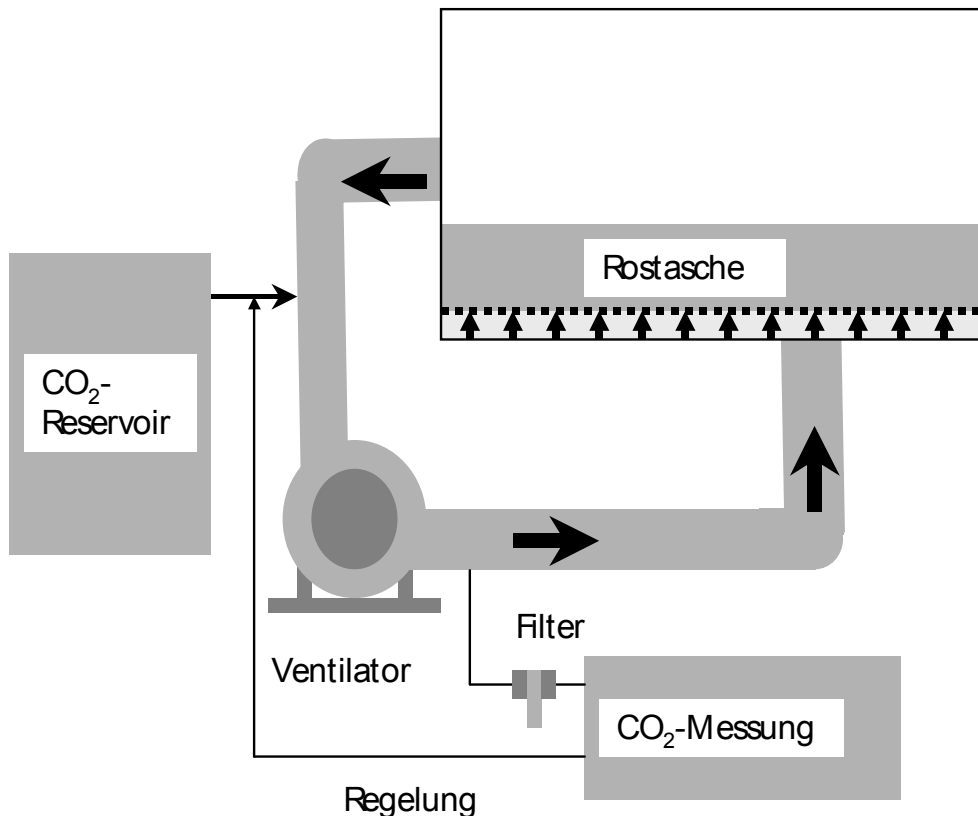 Rostasche
CO₂-
Reservoir
Filter
Ventilator
CO₂-Messung
Regelung